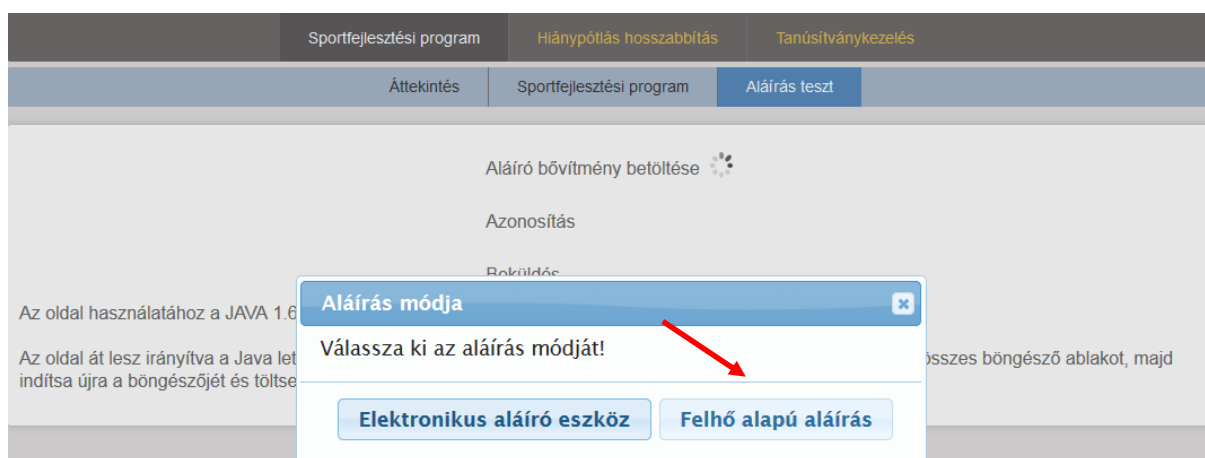 Sportfejlesztési program Hiánypótlás hosszabbítás Tanúsítványkezelés
Áttekintés Sportfejlesztési program Aláírás teszt
Aláíró bővítmény betöltése
Azonosítás
Beküldés
Az oldal használatához a JAVA 1.6
Az oldal át lesz irányítva a Java let összes böngésző ablakot, majd
indítsa újra a böngészőjét és töltse
Aláírás módja
Válassza ki az aláírás módját!
Elektronikus aláíró eszköz Felhő alapú aláírás